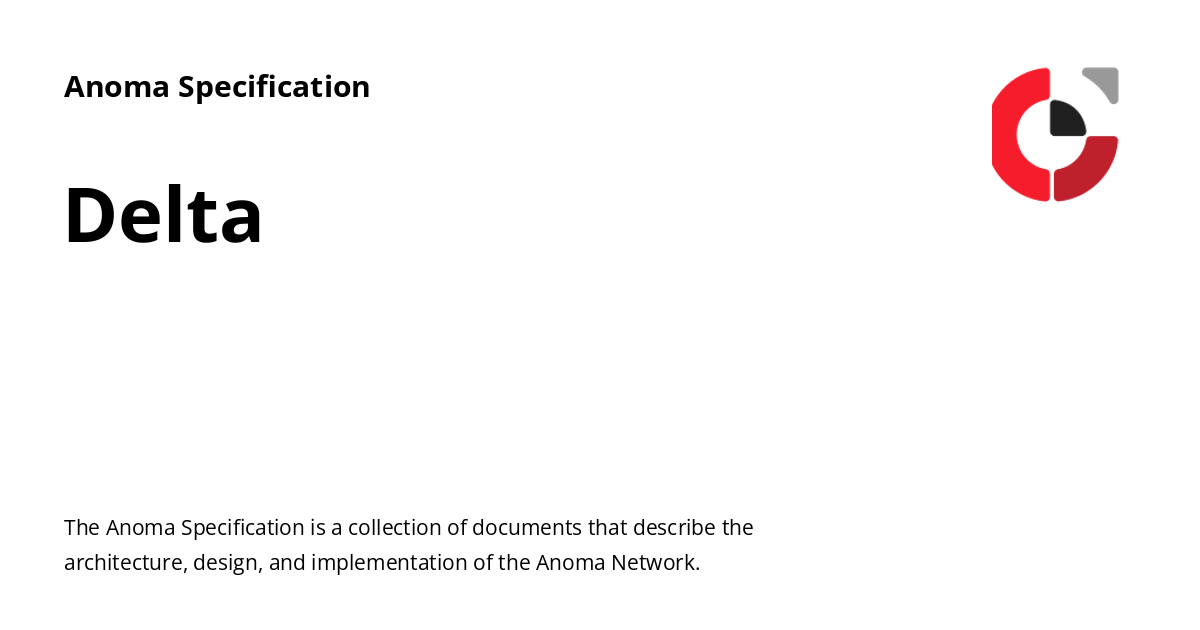 Anoma Specification
Delta
The Anoma Specification is a collection of documents that describe the
architecture, design, and implementation of the Anoma Network.